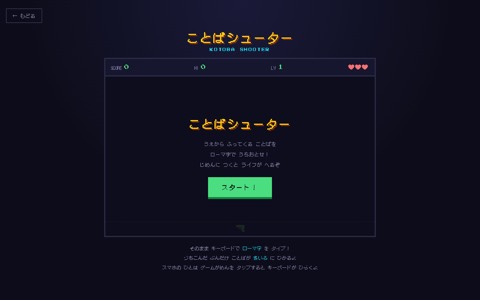 ← もどる
ことばシューター
KOTOBA SHOOTER
SCORE 0
0
LV 1
ことばシューター
うえから ふってくる ことばを
ローマ字で うちおとせ！
じめんに つくと ライフが へるぞ
スタート！
そのまま キーボードで ローマ字 を タイプ！
うちこんだ ぶんだけ ことばが きいろ に ひかるよ
スマホの ひとは ゲームがめんを タップすると キーボードが ひらくよ